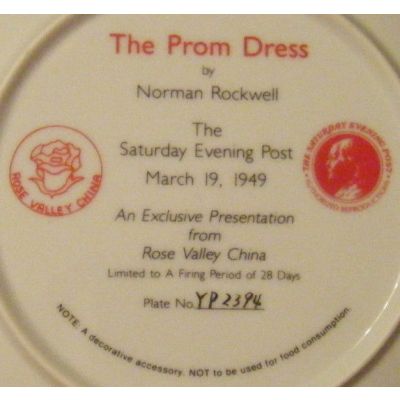 The Prom Dress
by
Norman Rockwell
The
Saturday Evening Post
March 19, 1949
ROSE VALLEY CHINA
THE SATURDAY EVENING POST
AUTHORIZED REPRODUCTION
An Exclusive Presentation
from
Rose Valley China
Limited to A Firing Period of 28 Days
Plate No. YP2394
NOTE: A decorative accessory. NOT to be used for food consumption.